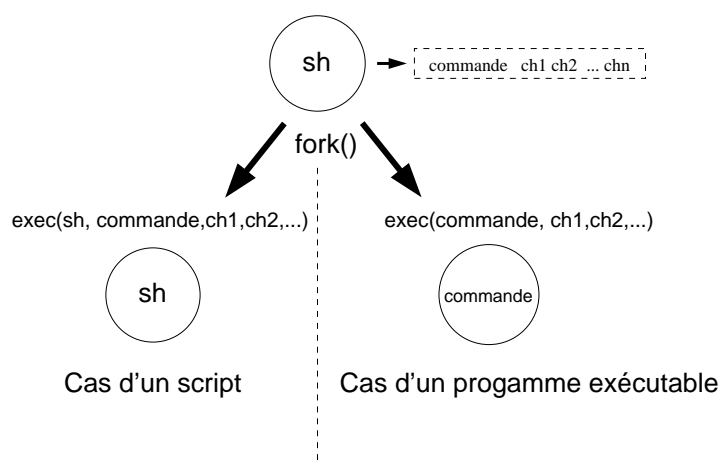 sh
commande ch1 ch2 ... chn
fork()
exec(sh, commande,ch1,ch2,...)
exec(commande, ch1,ch2,...)
sh
commande
Cas d'un script
Cas d'un progamme exécutable